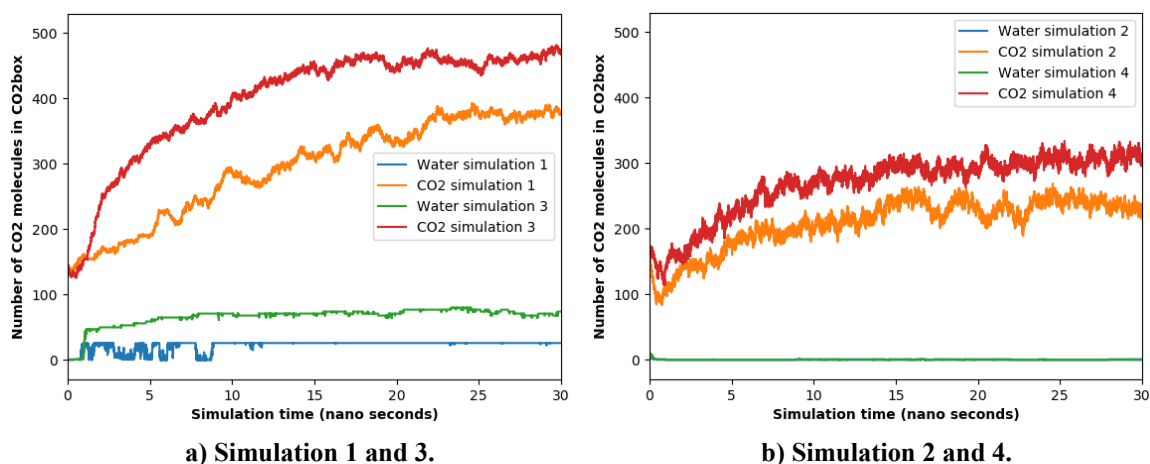 Number of CO2 molecules in CO2box
500
400
300
200
100
0
0 5 10 15 20 25 30
Simulation time (nano seconds)
Water simulation 1
CO2 simulation 1
Water simulation 3
CO2 simulation 3
a) Simulation 1 and 3.
Number of CO2 molecules in CO2box
500
400
300
200
100
0
0 5 10 15 20 25 30
Simulation time (nano seconds)
Water simulation 2
CO2 simulation 2
Water simulation 4
CO2 simulation 4
b) Simulation 2 and 4.